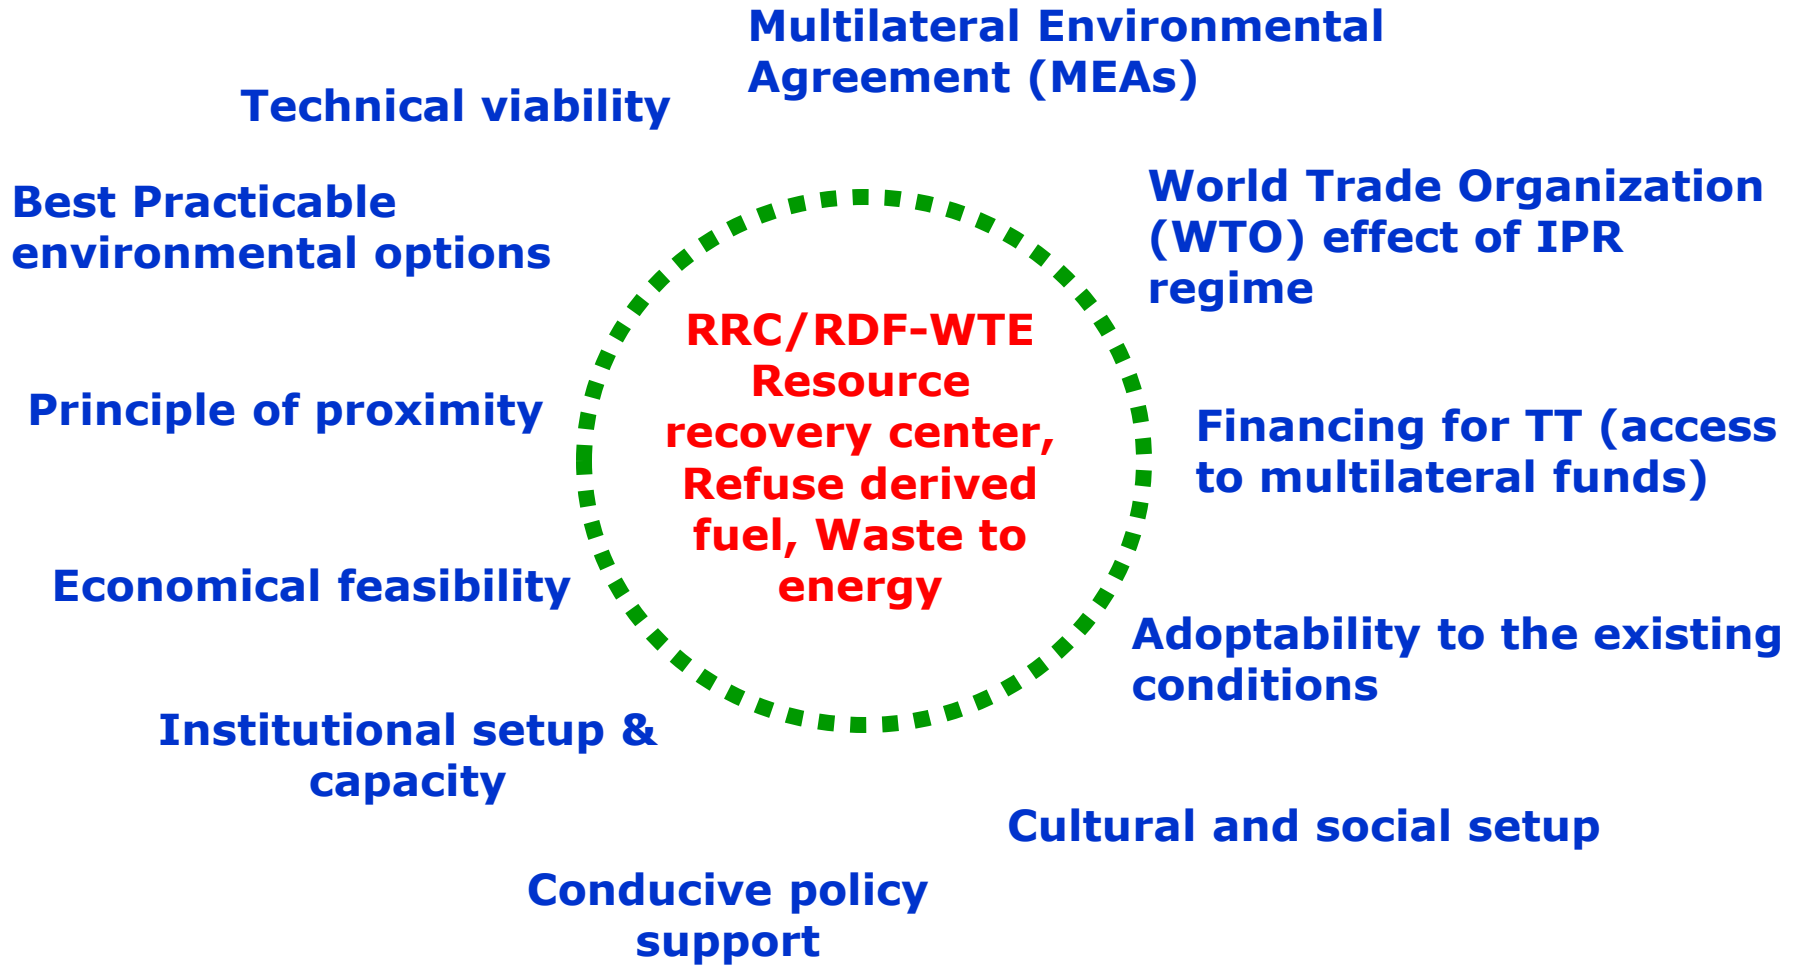 Multilateral Environmental
Agreement (MEAs)
Technical viability
Best Practicable
environmental options
World Trade Organization
(WTO) effect of IPR
regime
RRC/RDF-WTE
Resource
recovery center,
Refuse derived
fuel, Waste to
energy
Principle of proximity
Financing for TT (access
to multilateral funds)
Economical feasibility
Adoptability to the existing
conditions
Institutional setup &
capacity
Cultural and social setup
Conducive policy
support